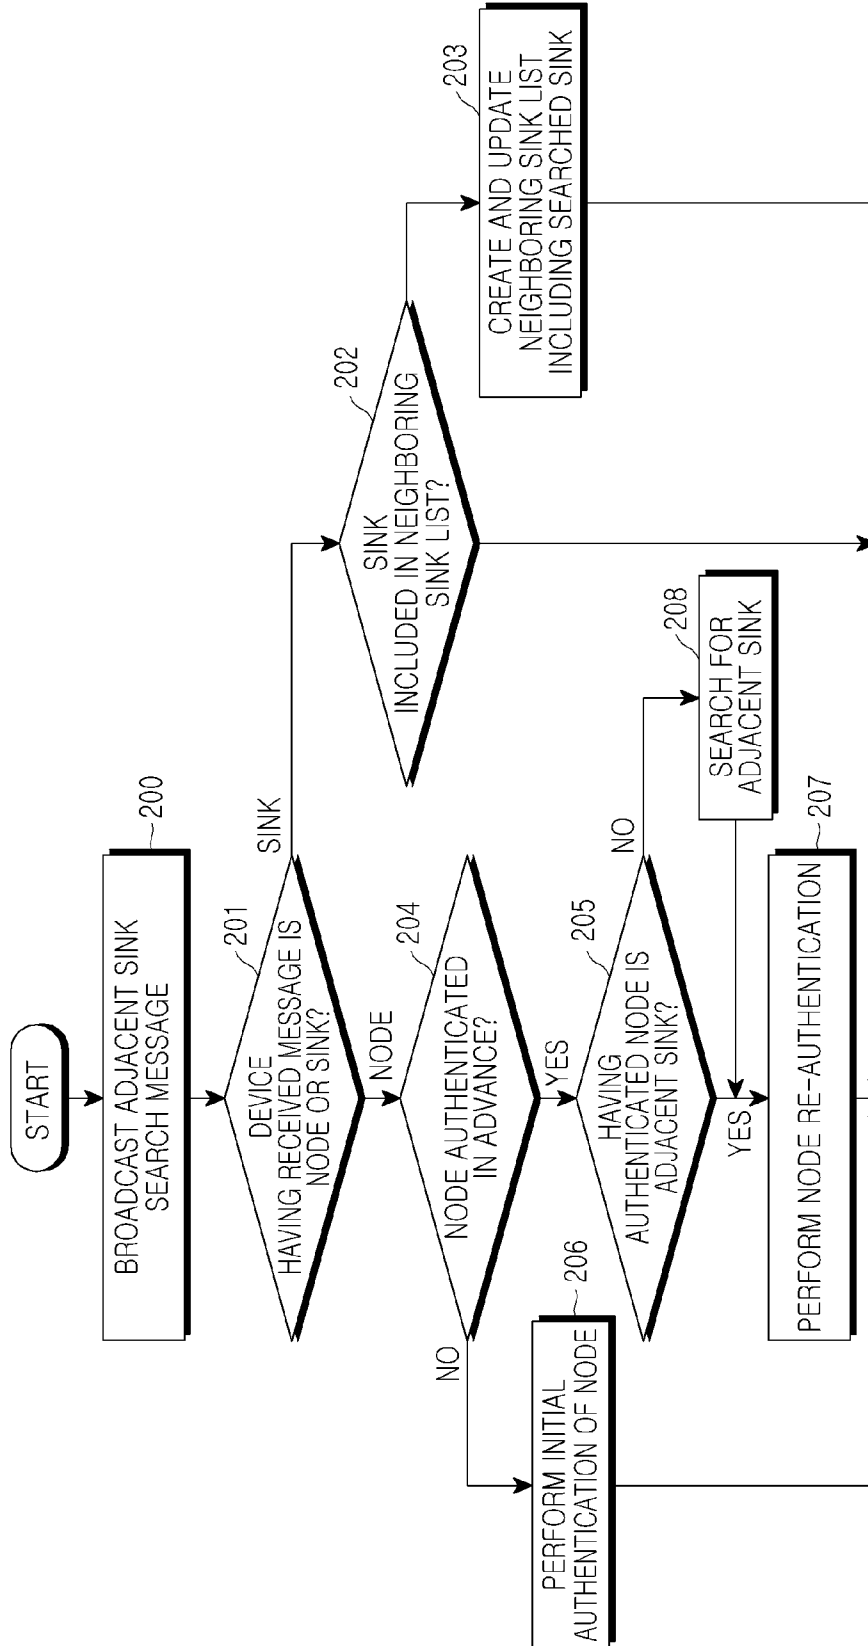 START
200
BROADCAST ADJACENT SINK
SEARCH MESSAGE
201
DEVICE
HAVING RECEIVED MESSAGE IS
NODE OR SINK?
SINK
NODE
202
SINK
INCLUDED IN NEIGHBORING
SINK LIST?
203
CREATE AND UPDATE
NEIGHBORING SINK LIST
INCLUDING SEARCHED SINK
204
NODE AUTHENTICATED
IN ADVANCE?
NO
YES
206
PERFORM INITIAL
AUTHENTICATION OF NODE
205
HAVING
AUTHENTICATED NODE IS
ADJACENT SINK?
NO
YES
208
SEARCH FOR
ADJACENT SINK
207
PERFORM NODE RE-AUTHENTICATION